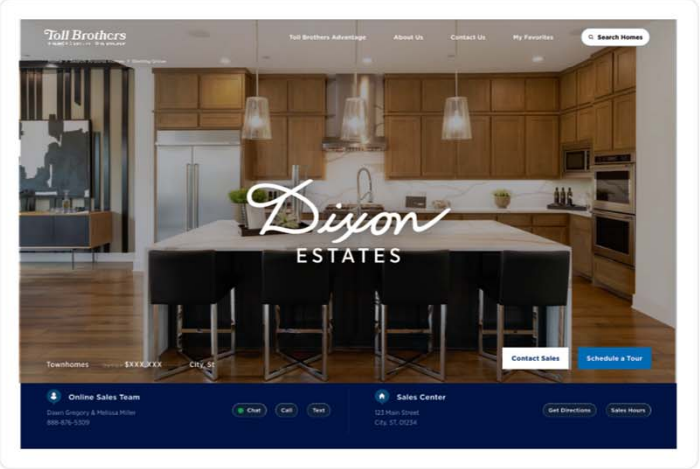 Toll Brothers
Toll Brothers Advantage
About Us
Contact Us
My Favorites
Search Homes
Dixon
ESTATES
Townhomes
$XXX,XXX
City, St
Contact Sales
Schedule a Tour
Online Sales Team
Dawn Gregory & Melissa Miller
888-876-5309
Chat
Call
Text
Sales Center
123 Main Street
City, ST, 01234
Get Directions
Sales Hours